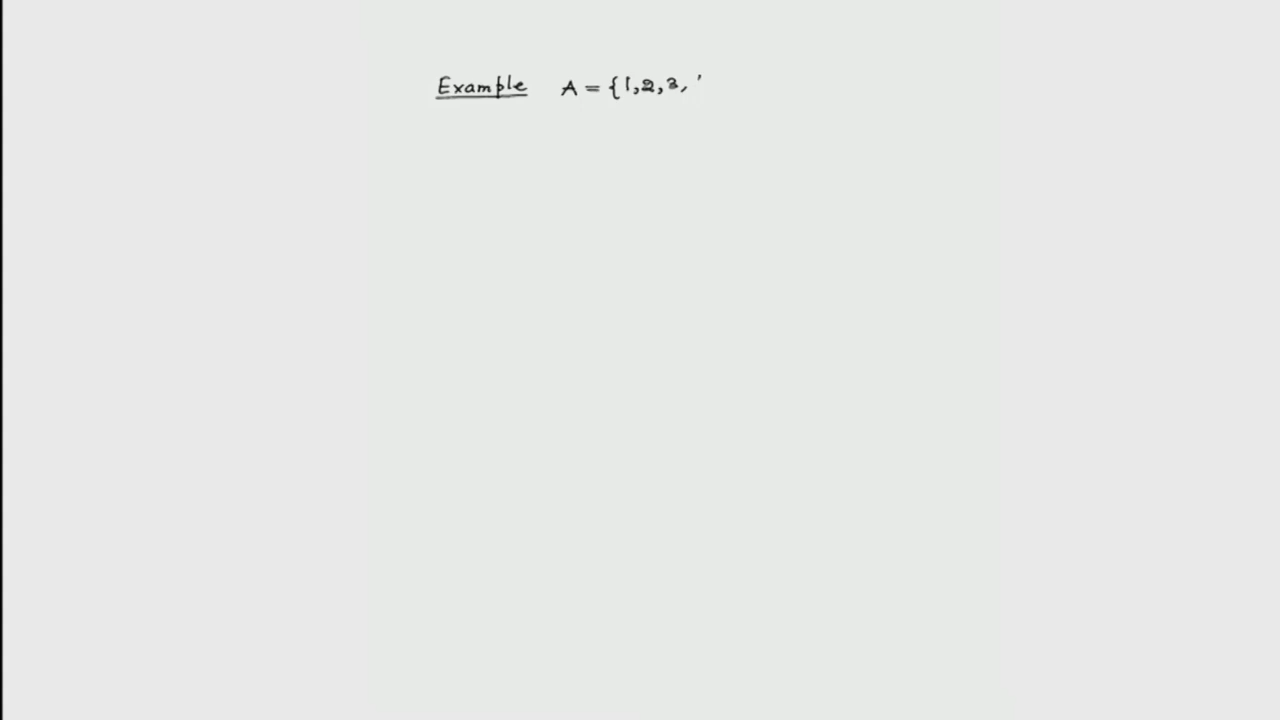 Example A = {1,2,3,